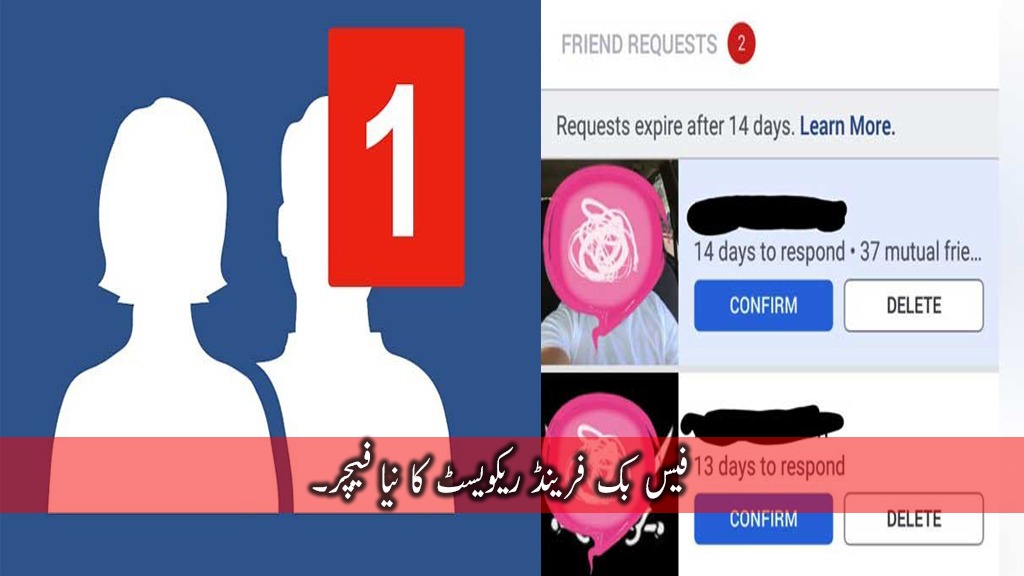 1
FRIEND REQUESTS 2
Requests expire after 14 days. Learn More.
14 days to respond • 37 mutual frie...
CONFIRM DELETE
13 days to respond
CONFIRM DELETE
فیس بک فرینڈ ریکویسٹ کا نیا فیچر۔